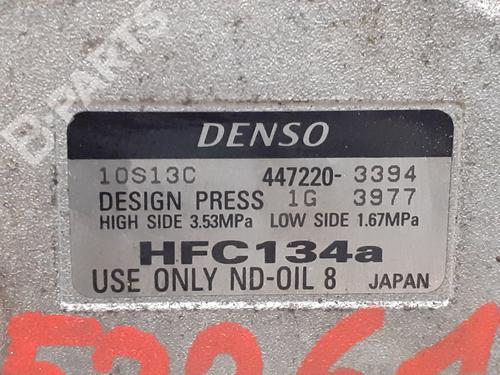 B-PARTS
DENSO
10S13C 447220-3394
DESIGN PRESS 1G 3977
HIGH SIDE 3.53MPa LOW SIDE 1.67MPa
HFC134a
USE ONLY ND-OIL 8 JAPAN